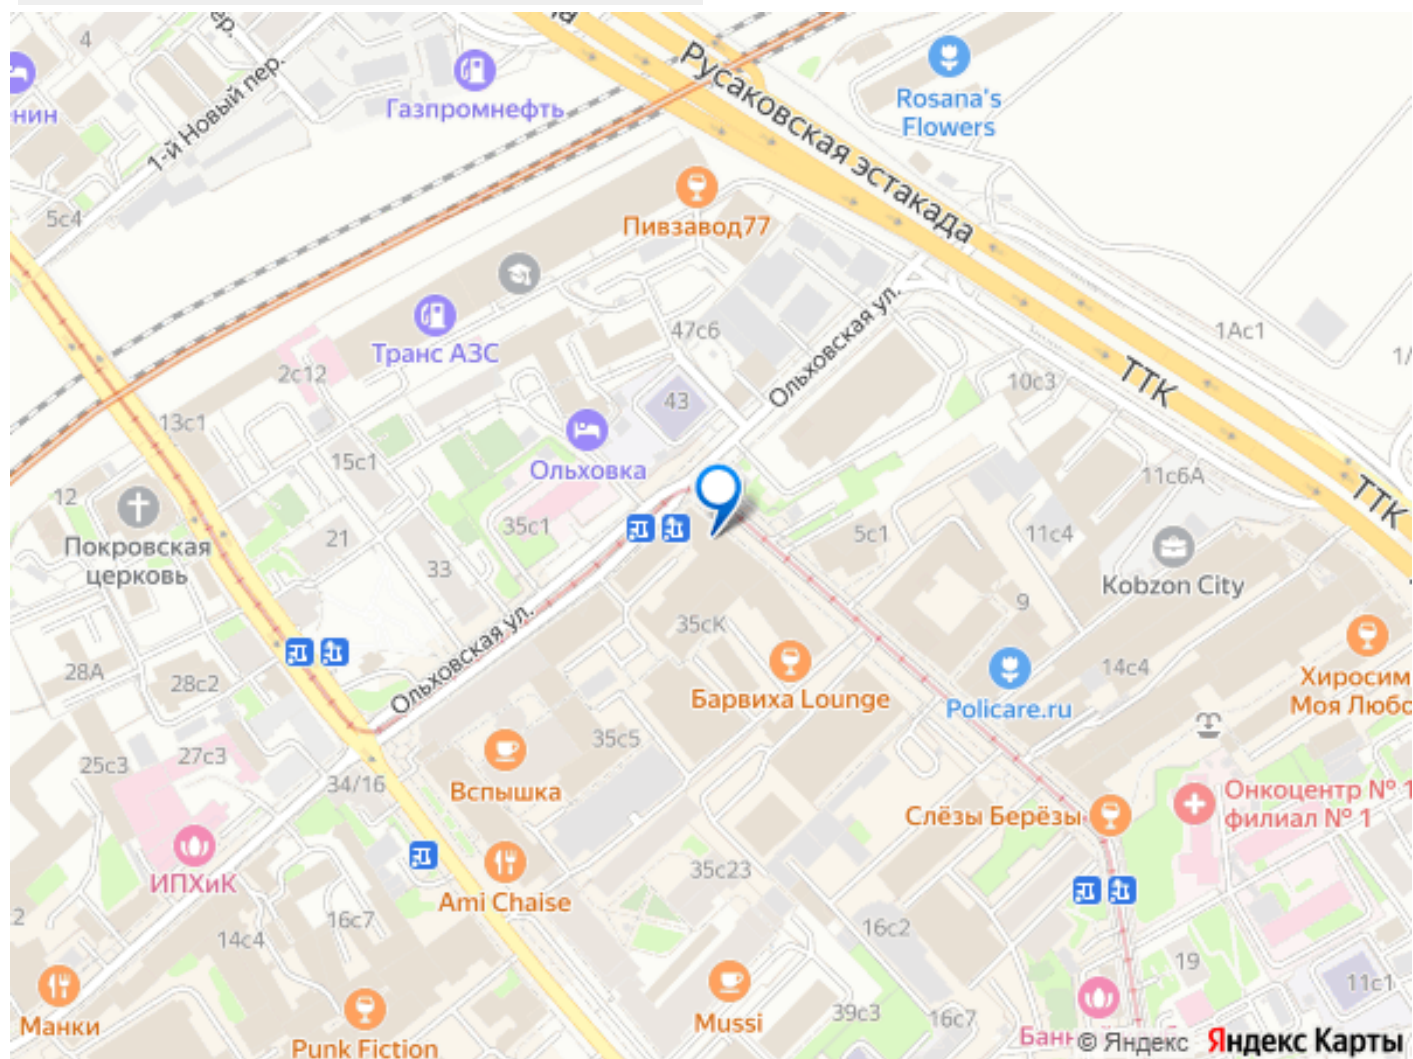 4
1-й Новый пер.
Газпромнефть
Русаковская эстакада
Rosana's
Flowers
5с4
Пивзавод77
Транс АЗС
47с6
Ольховская ул.
1Ас1
ТТК
2с12
10с3
43
13с1
15с1
Ольховка
12
11с6А
ТТК
Покровская
церковь
21
35с1
5с1
11с4
33
Kobzon City
9
Ольховская ул.
35сК
28А
28с2
Барвиха Lounge
Policare.ru
14с4
35с5
25с3
27с3
34/16
Вспышка
Слёзы Берёзы
Онкоцентр № 1
филиал № 1
ИПХиК
Ami Chaise
35с23
14с4
16с7
16с2
19
11с1
Манки
Punk Fiction
Mussi
39с3
16с7
© Яндекс
Яндекс Карты